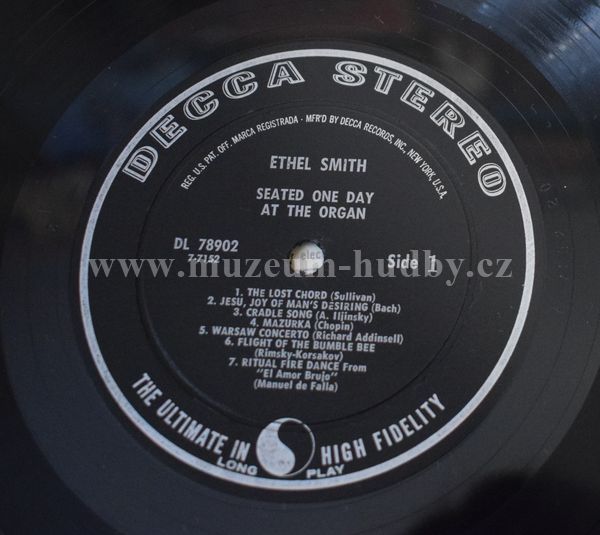 DECCA STEREO
REG. U.S. PAT. OFF. MARCA REGISTRADA - MFR'D BY DECCA RECORDS, INC., NEW YORK, U.S.A.
ETHEL SMITH
SEATED ONE DAY
AT THE ORGAN
DL 78902
7-7152
Side 1
www.muzeum-hudby.cz
1. THE LOST CHORD (Sullivan)
2. JESU, JOY OF MAN'S DESIRING (Bach)
3. CRADLE SONG (A. Iljinsky)
4. MAZURKA (Chopin)
5. WARSAW CONCERTO (Richard Addinsell)
6. FLIGHT OF THE BUMBLE BEE
(Rimsky-Korsakov)
7. RITUAL FIRE DANCE From
"El Amor Brujo"
(Manuel de Falla)
THE ULTIMATE IN HIGH FIDELITY
LONG PLAY